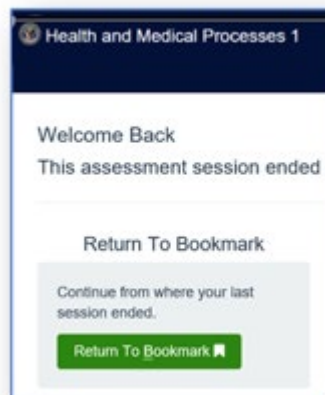 Health and Medical Processes 1
Welcome Back
This assessment session ended
Return To Bookmark
Continue from where your last
session ended.
Return To Bookmark